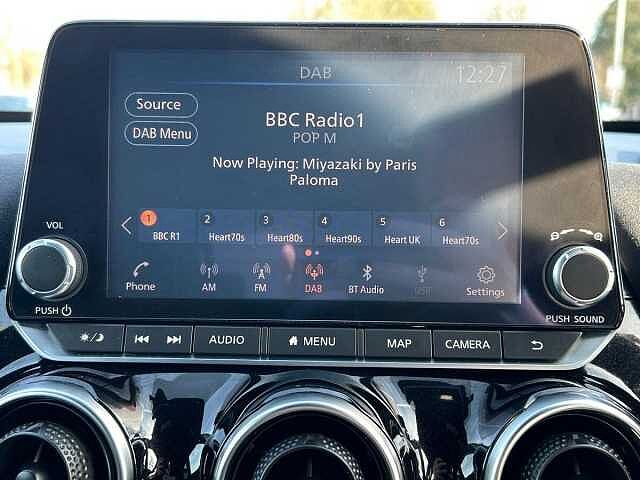 DAB
12:27
Source
DAB Menu
BBC Radio1
POP M
Now Playing: Miyazaki by Paris
Paloma
1 BBC R1
2 Heart70s
3 Heart80s
4 Heart90s
5 Heart UK
6 Heart70s
Phone
AM
FM
DAB
BT Audio
USB
Settings
VOL
PUSH
PUSH SOUND
AUDIO
MENU
MAP
CAMERA